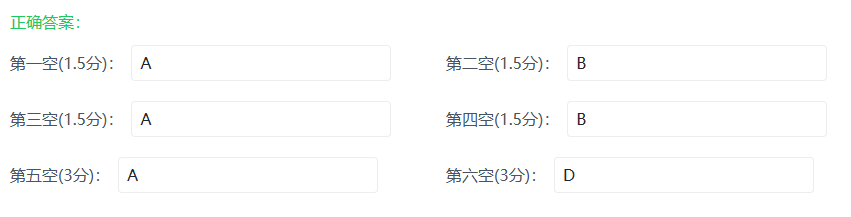 正确答案：
第一空(1.5分)： A 第二空(1.5分)： B
第三空(1.5分)： A 第四空(1.5分)： B
第五空(3分)： A 第六空(3分)： D